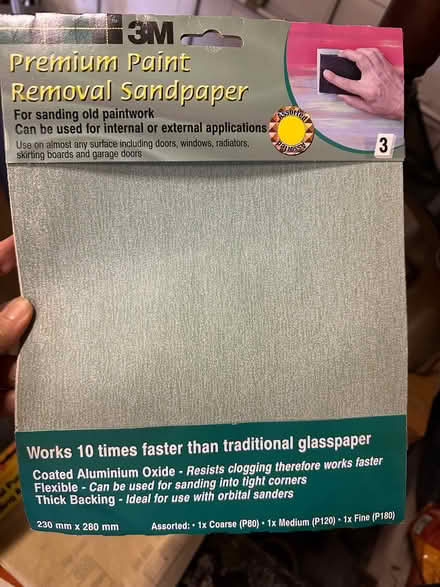 3M
Premium Paint
Removal Sandpaper
For sanding old paintwork
Can be used for internal or external applications
Use on almost any surface including doors, windows, radiators,
skirting boards and garage doors
Assorted
Assorted
3
Works 10 times faster than traditional glasspaper
Coated Aluminium Oxide - Resists clogging therefore works faster
Flexible - Can be used for sanding into tight corners
Thick Backing - Ideal for use with orbital sanders
230 mm x 280 mm Assorted: • 1x Coarse (P80) • 1x Medium (P120) • 1x Fine (P180)